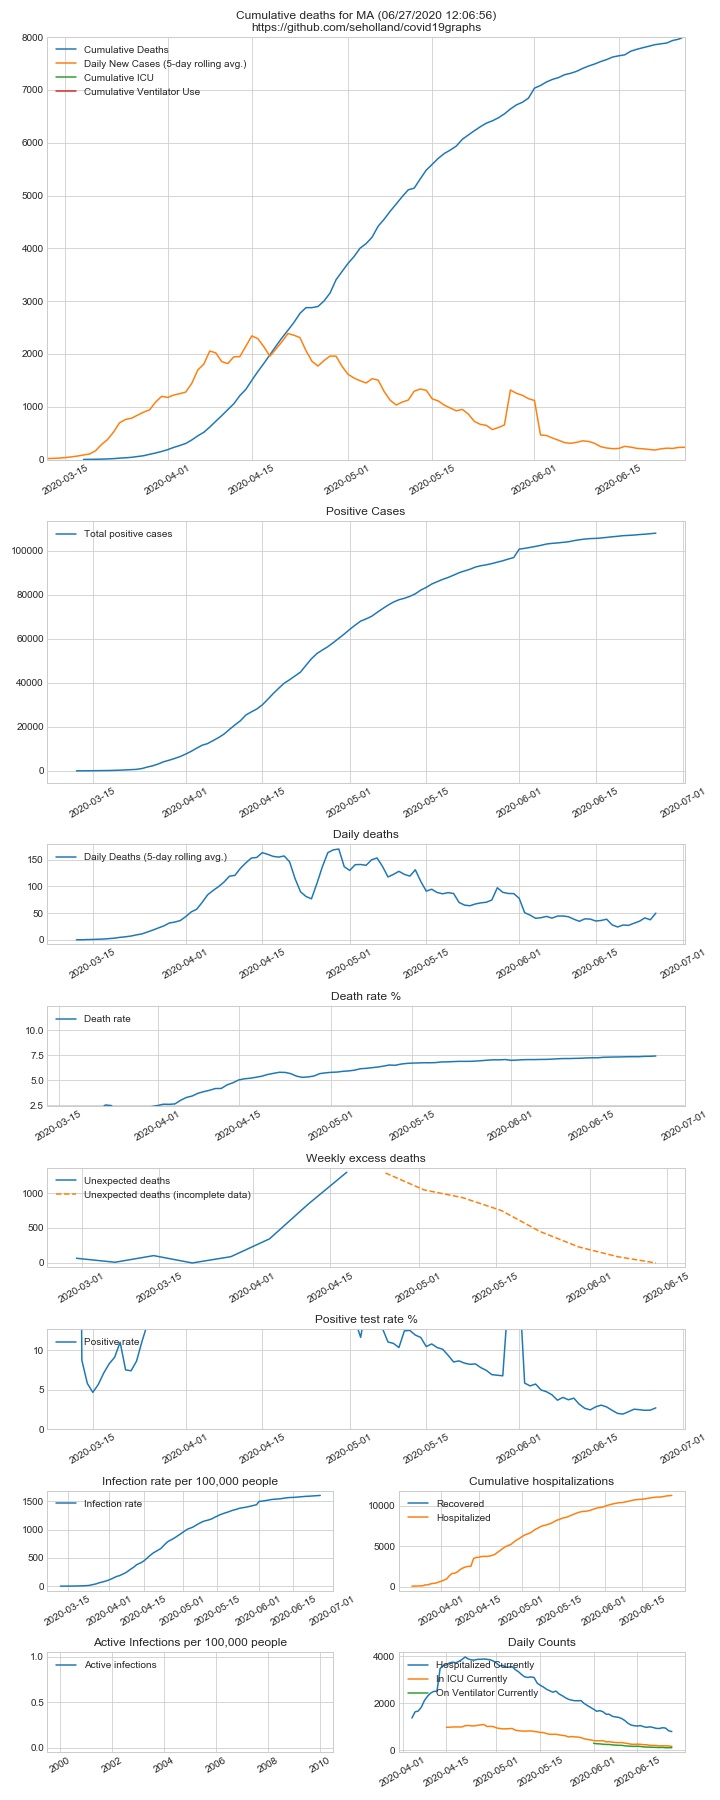 Cumulative deaths for MA (06/27/2020 12:06:56)
https://github.com/seholland/covid19graphs
8000
7000
6000
5000
4000
3000
2000
1000
0
Cumulative Deaths
Daily New Cases (5-day rolling avg.)
Cumulative ICU
Cumulative Ventilator Use
2020-03-15 2020-04-01 2020-04-15 2020-05-01 2020-05-15 2020-06-01 2020-06-15
Positive Cases
Total positive cases
100000
80000
60000
40000
20000
0
2020-03-15 2020-04-01 2020-04-15 2020-05-01 2020-05-15 2020-06-01 2020-06-15 2020-07-01
Daily deaths
Daily Deaths (5-day rolling avg.)
150
100
50
0
2020-03-15 2020-04-01 2020-04-15 2020-05-01 2020-05-15 2020-06-01 2020-06-15 2020-07-01
Death rate %
Death rate
10.0
7.5
5.0
2.5
2020-03-15 2020-04-01 2020-04-15 2020-05-01 2020-05-15 2020-06-01 2020-06-15 2020-07-01
Weekly excess deaths
Unexpected deaths
Unexpected deaths (incomplete data)
1000
500
0
2020-03-01 2020-03-15 2020-04-01 2020-04-15 2020-05-01 2020-05-15 2020-06-01 2020-06-15
Positive test rate %
Positive rate
10
5
0
2020-03-15 2020-04-01 2020-04-15 2020-05-01 2020-05-15 2020-06-01 2020-06-15 2020-07-01
Infection rate per 100,000 people
Infection rate
1500
1000
500
0
2020-03-15 2020-04-01 2020-04-15 2020-05-01 2020-05-15 2020-06-01 2020-06-15 2020-07-01
Cumulative hospitalizations
Recovered
Hospitalized
10000
5000
0
2020-04-01 2020-04-15 2020-05-01 2020-05-15 2020-06-01 2020-06-15
Active Infections per 100,000 people
Active infections
1.0
0.5
0.0
2000 2002 2004 2006 2008 2010
Daily Counts
Hospitalized Currently
In ICU Currently
On Ventilator Currently
4000
2000
0
2020-04-01 2020-04-15 2020-05-01 2020-05-15 2020-06-01 2020-06-15